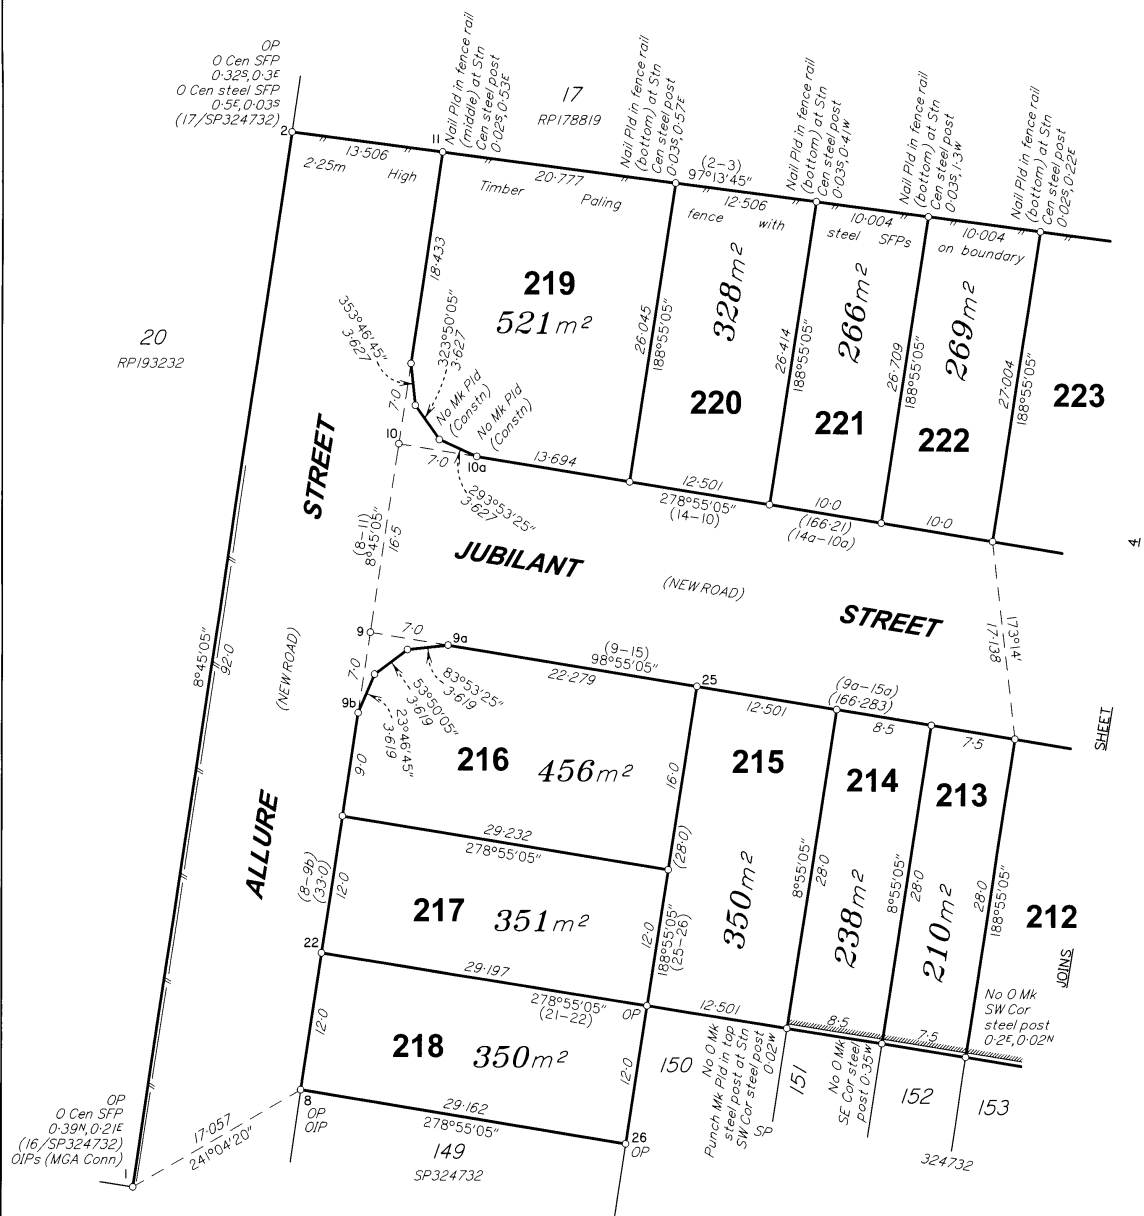 OP
O Cen SFP
0·32S,0·3E
O Cen steel SFP
0·5E,0·03S
(17/SP324732)
2
11
Nail Pld in fence rail
(middle) at Stn
Cen steel post
0·02S,0·53E
17
RP178819
Nail Pld in fence rail
(bottom) at Stn
Cen steel post
0·03S,0·57E
(2-3)
97°13'45"
Nail Pld in fence rail
(bottom) at Stn
Cen steel post
0·03S,0·41W
Nail Pld in fence rail
(bottom) at Stn
Cen steel post
0·03S,1·3W
Nail Pld in fence rail
(bottom) at Stn
Cen steel post
0·02S,0·22E
13·506
20·777
12·506
10·004
10·004
2·25m High Timber Paling fence with steel SFPs on boundary
18·433
219
521m²
26·045
188°55'05"
328m²
220
26·414
188°55'05"
266m²
221
26·709
188°55'05"
269m²
222
27·004
188°55'05"
223
20
RP193232
353°46'45"
3·627
323°50'05"
3·627
No Mk Pld
(Constn)
No Mk Pld
(Constn)
7·0
10
7·0
10a
293°53'25"
3·627
13·694
12·501
278°55'05"
(14-10)
10·0
(166·21)
(14a-10a)
10·0
STREET
(8-11)
8°45'05"
16·5
JUBILANT
(NEW ROAD)
STREET
4
173°14'
17·38
8°45'05"
92·0
(NEW ROAD)
9
7·0
9a
7·0
9b
83°53'25"
3·619
53°50'05"
3·619
23°46'45"
3·619
(9-15)
98°55'05"
22·279
25
12·501
(9a-15a)
(166·283)
8·5
7·5
SHEET
9·0
216
456m²
16·0
(28·0)
215
350m²
8°55'05"
28·0
214
238m²
8°55'05"
28·0
213
210m²
28·0
188°55'05"
212
JOINS
ALLURE
29·232
278°55'05"
(8-9b)
(33·0)
12·0
217
351m²
12·0
188°55'05"
(25-26)
22
29·197
278°55'05"
(21-22)
OP
12·501
8·5
7·5
No O Mk
SW Cor
steel post
0·2E,0·02N
12·0
218
350m²
12·0
150
No O Mk
Punch Mk Pld in top
steel post at Stn
SW Cor steel post
0·02W
SP
151
No O Mk
SE Cor steel
post 0·35W
152
153
324732
8
OP
OIP
29·162
278°55'05"
26
OP
149
SP324732
OP
O Cen SFP
0·39N,0·21E
(16/SP324732)
OIPs (MGA Conn)
1
17·057
241°04'20"